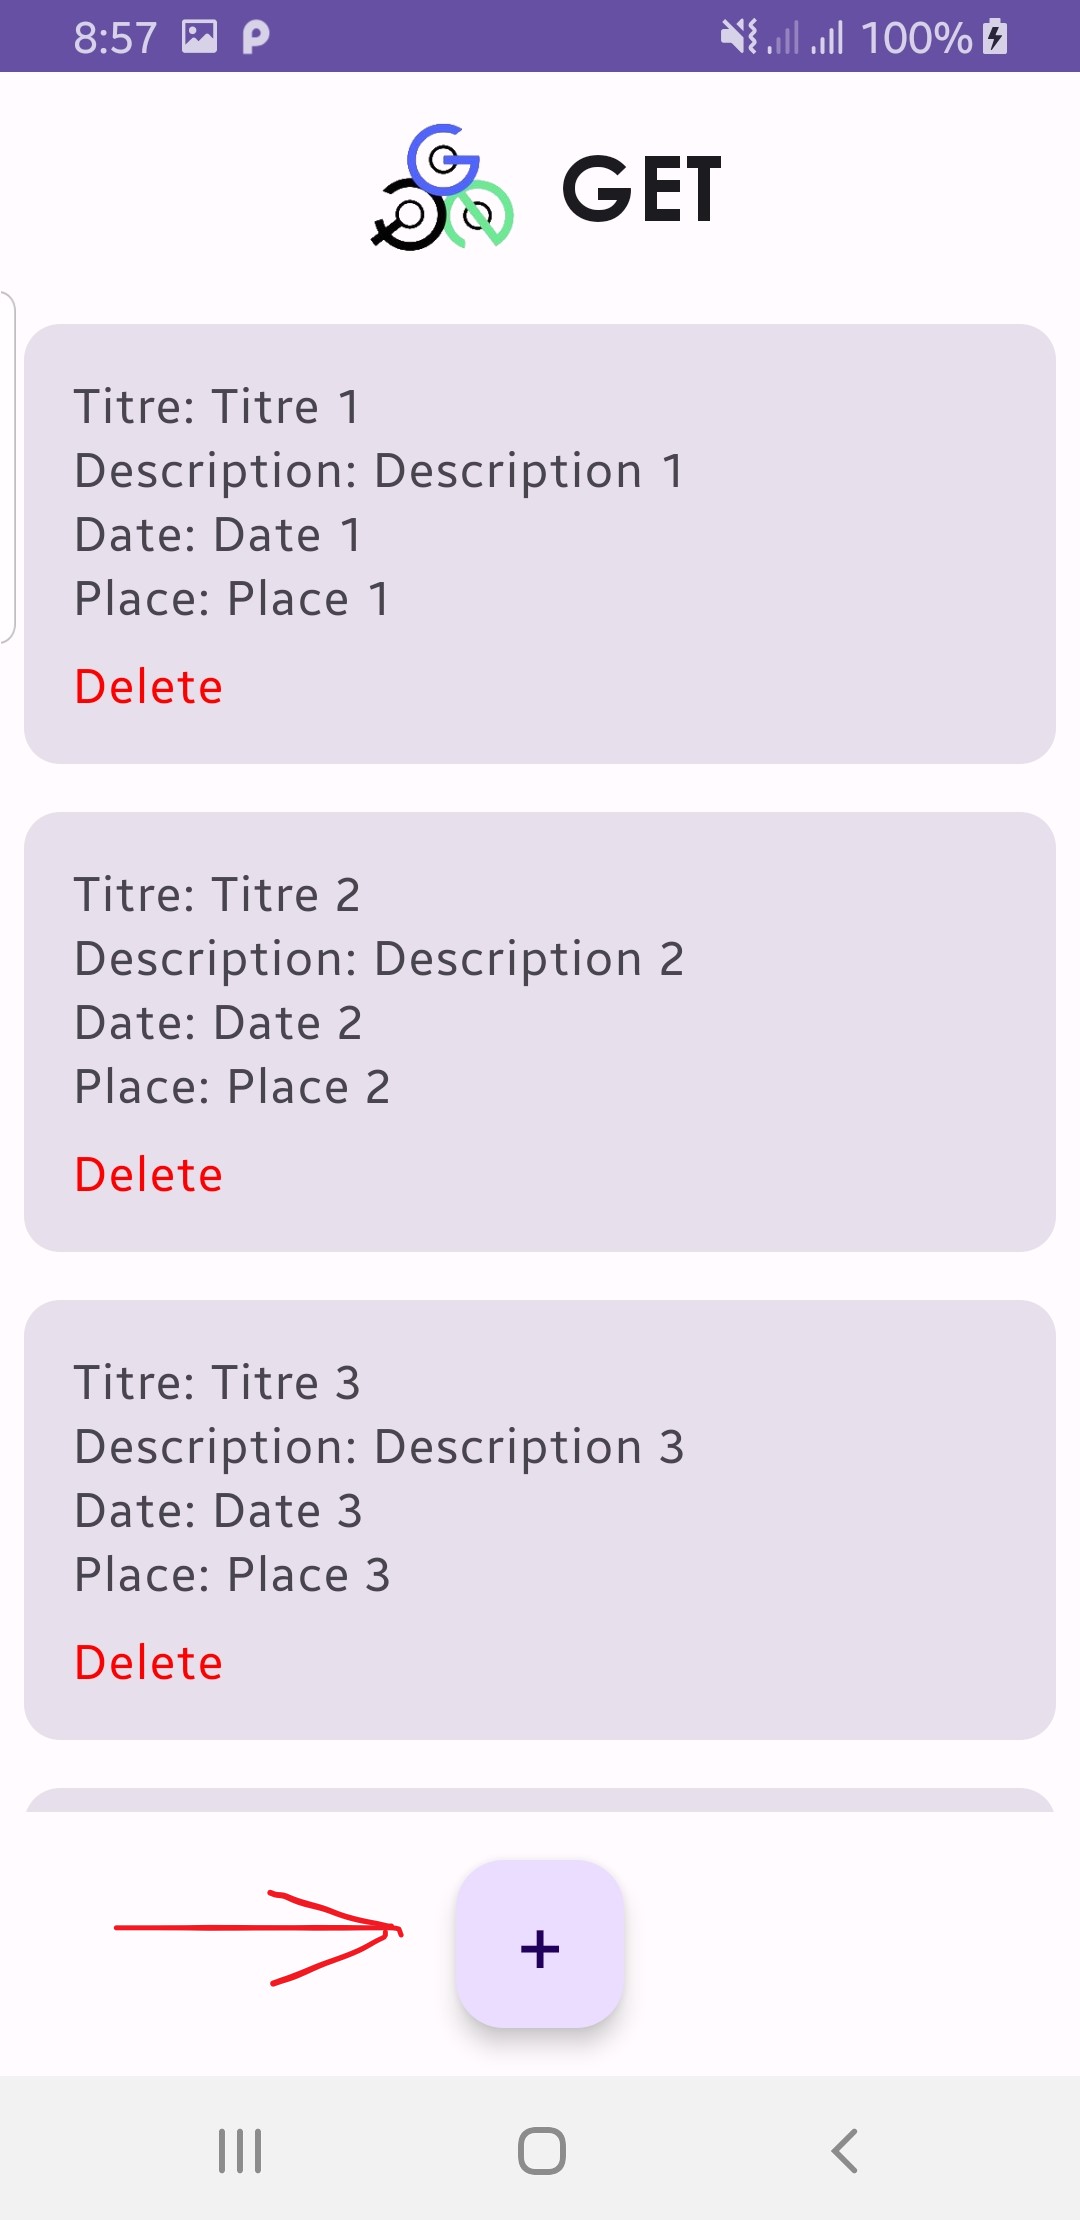 8:57 100%
GET
Titre: Titre 1
Description: Description 1
Date: Date 1
Place: Place 1
Delete
Titre: Titre 2
Description: Description 2
Date: Date 2
Place: Place 2
Delete
Titre: Titre 3
Description: Description 3
Date: Date 3
Place: Place 3
Delete
+